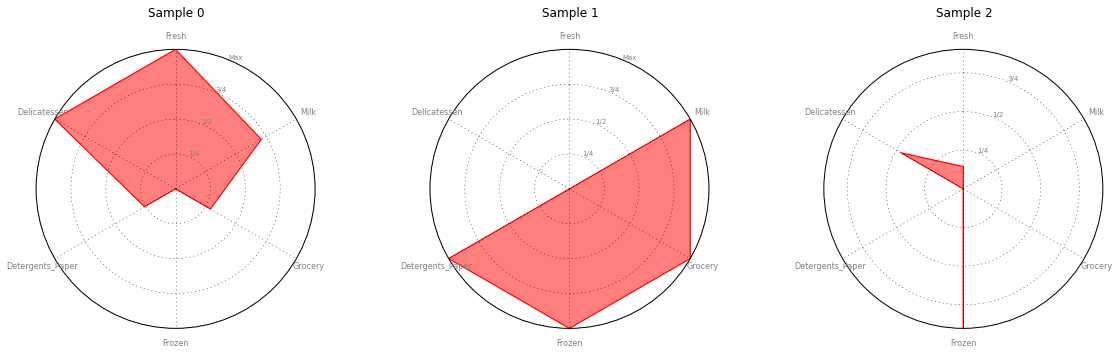 Sample 0
Fresh
Max
3/4
1/2
1/4
Milk
Delicatessen
Detergents_Paper
Grocery
Frozen
Sample 1
Fresh
Max
3/4
1/2
1/4
Milk
Delicatessen
Detergents_Paper
Grocery
Frozen
Sample 2
Fresh
3/4
1/2
1/4
Milk
Delicatessen
Detergents_Paper
Grocery
Frozen